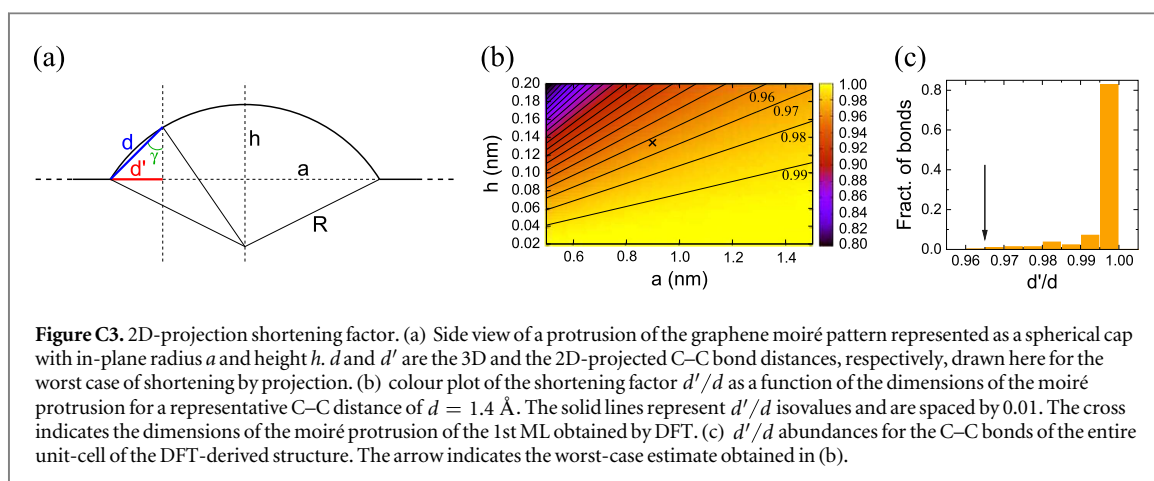 (a)
d
d'
γ
h
a
R
(b)
h (nm)
0.20
0.18
0.16
0.14
0.12
0.10
0.08
0.06
0.04
0.02
0.96
0.97
0.98
0.99
×
0.6 0.8 1.0 1.2 1.4
a (nm)
1.00
0.98
0.96
0.94
0.92
0.90
0.88
0.86
0.84
0.82
0.80
(c)
Fract. of bonds
0.8
0.6
0.4
0.2
0.0
0.96 0.97 0.98 0.99 1.00
d'/d
Figure C3. 2D-projection shortening factor. (a) Side view of a protrusion of the graphene moiré pattern represented as a spherical cap
with in-plane radius a and height h. d and d′ are the 3D and the 2D-projected C–C bond distances, respectively, drawn here for the
worst case of shortening by projection. (b) colour plot of the shortening factor d′/d as a function of the dimensions of the moiré
protrusion for a representative C–C distance of d = 1.4 Å. The solid lines represent d′/d isovalues and are spaced by 0.01. The cross
indicates the dimensions of the moiré protrusion of the 1st ML obtained by DFT. (c) d′/d abundances for the C–C bonds of the entire
unit-cell of the DFT-derived structure. The arrow indicates the worst-case estimate obtained in (b).